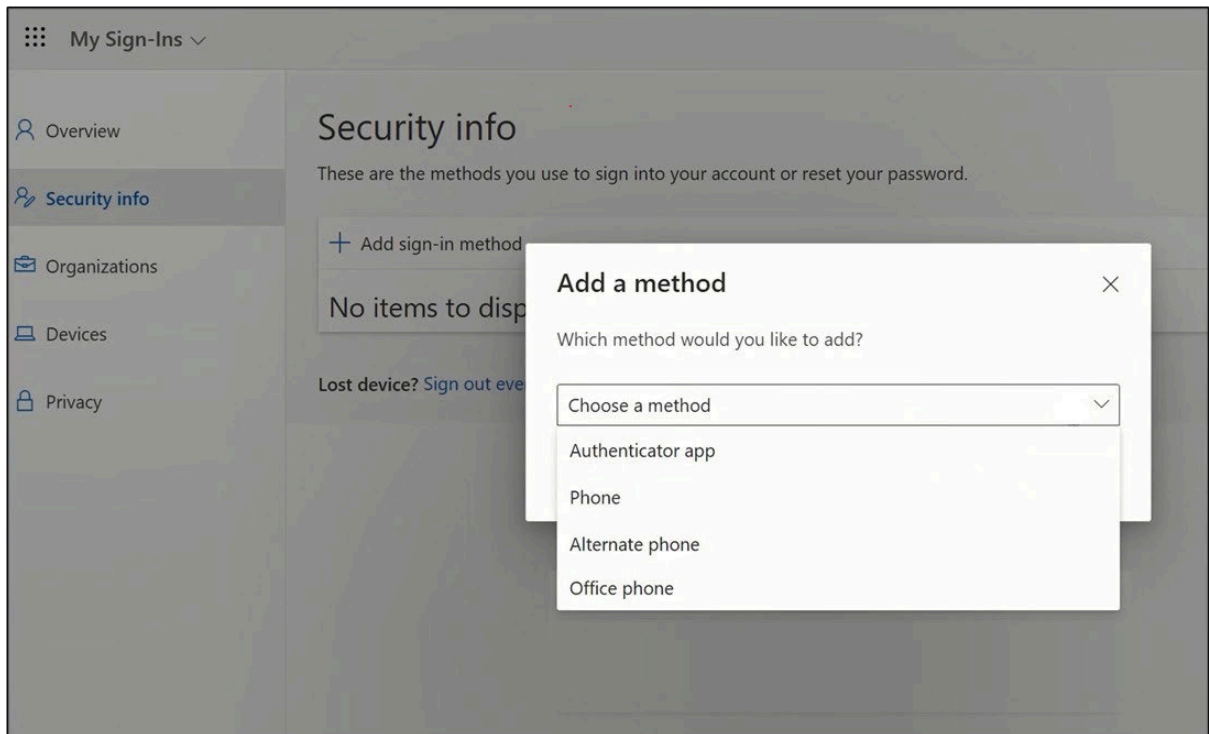 My Sign-Ins
Overview
Security info
Organizations
Devices
Privacy
Security info
These are the methods you use to sign into your account or reset your password.
Add sign-in method
No items to disp
Lost device? Sign out eve
Add a method
Which method would you like to add?
Choose a method
Authenticator app
Phone
Alternate phone
Office phone